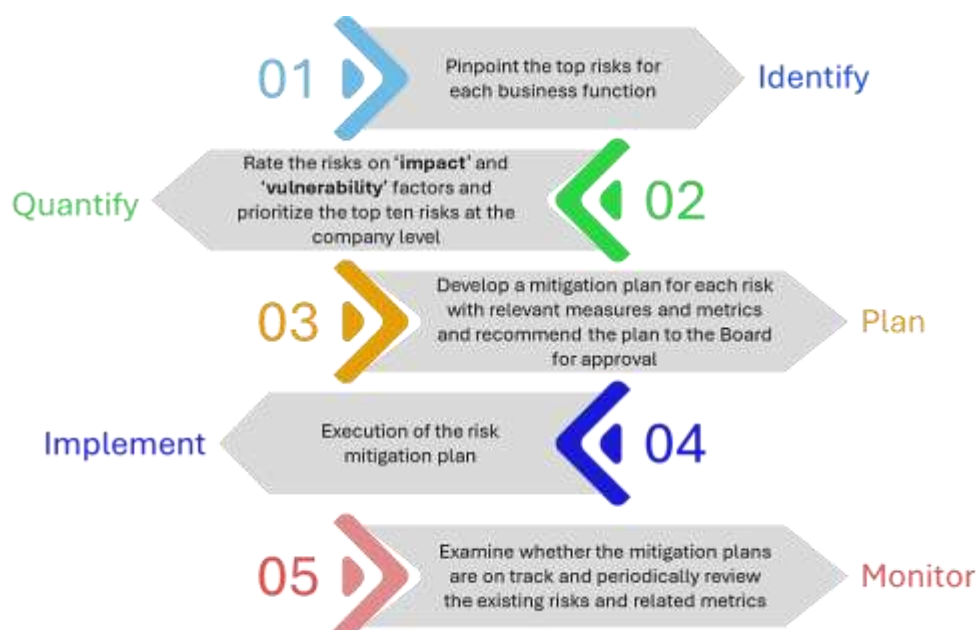 01
Pinpoint the top risks for
each business function
Identify
Quantify
Rate the risks on ‘impact’ and
‘vulnerability’ factors and
prioritize the top ten risks at the
company level
02
03
Develop a mitigation plan for each risk
with relevant measures and metrics
and recommend the plan to the Board
for approval
Plan
Implement
Execution of the risk
mitigation plan
04
05
Examine whether the mitigation plans
are on track and periodically review
the existing risks and related metrics
Monitor